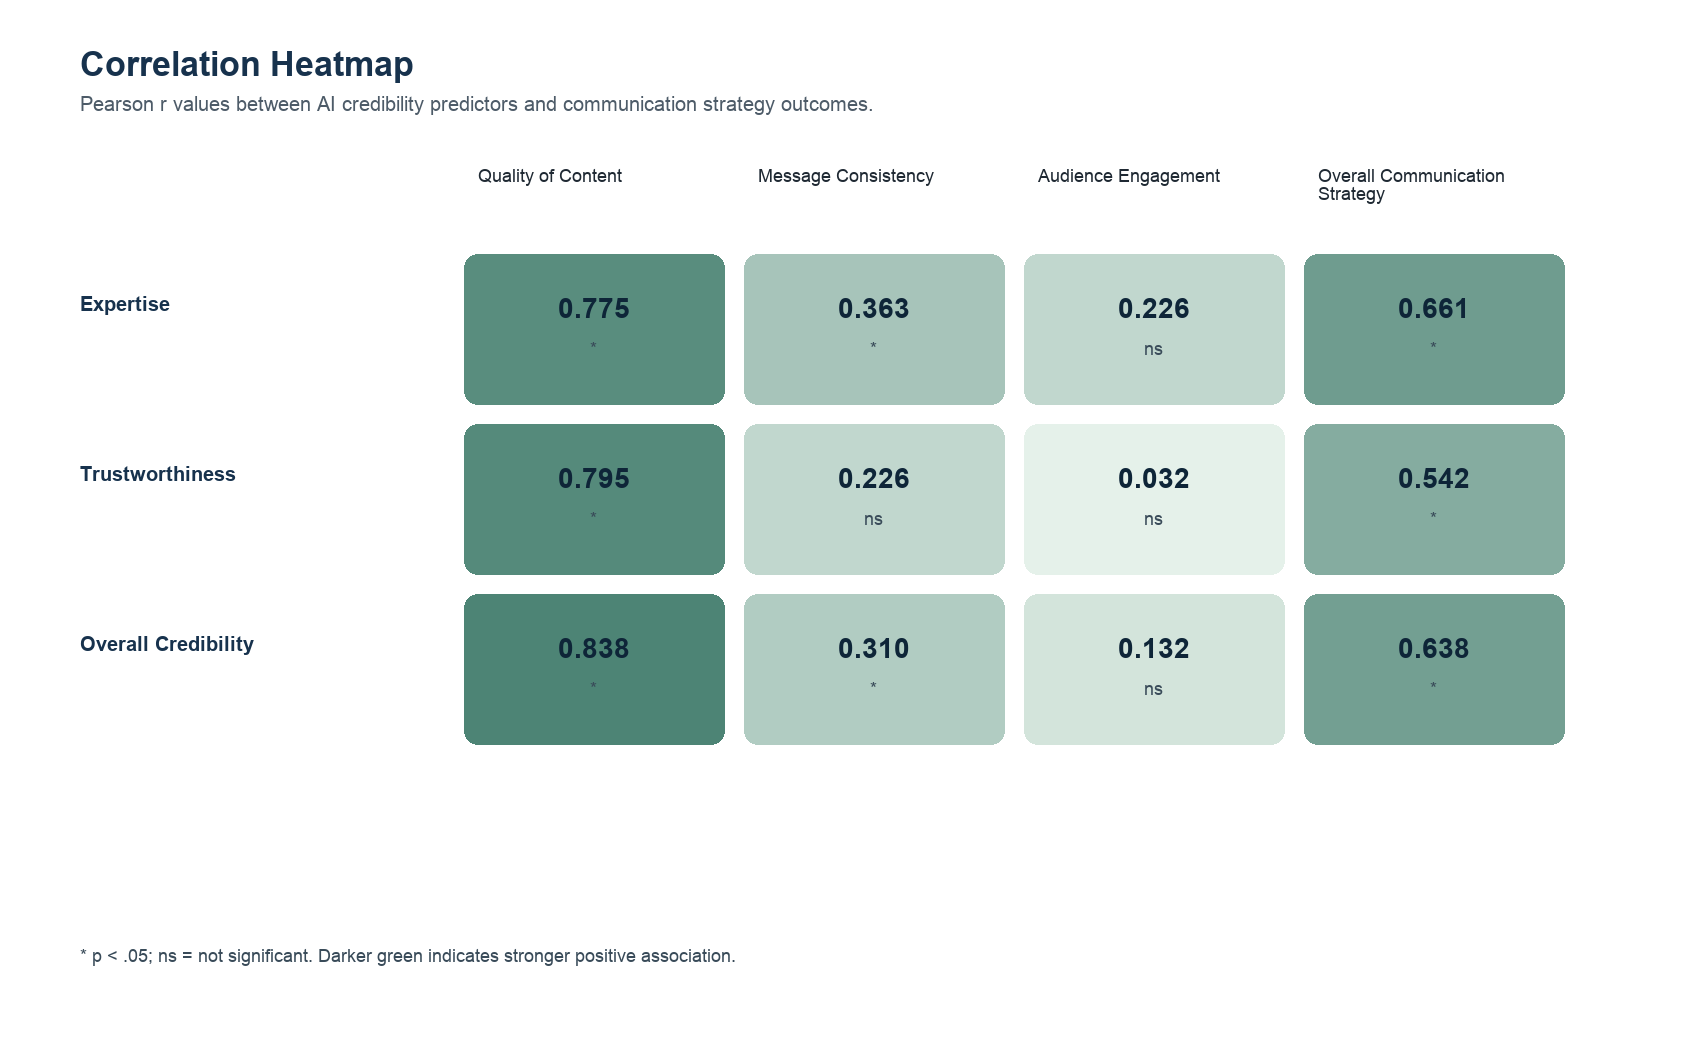 Correlation Heatmap
Pearson r values between AI credibility predictors and communication strategy outcomes.
Quality of Content
Message Consistency
Audience Engagement
Overall Communication
Strategy
Expertise
0.775
*
0.363
*
0.226
ns
0.661
*
Trustworthiness
0.795
*
0.226
ns
0.032
ns
0.542
*
Overall Credibility
0.838
*
0.310
*
0.132
ns
0.638
*
* p < .05; ns = not significant. Darker green indicates stronger positive association.